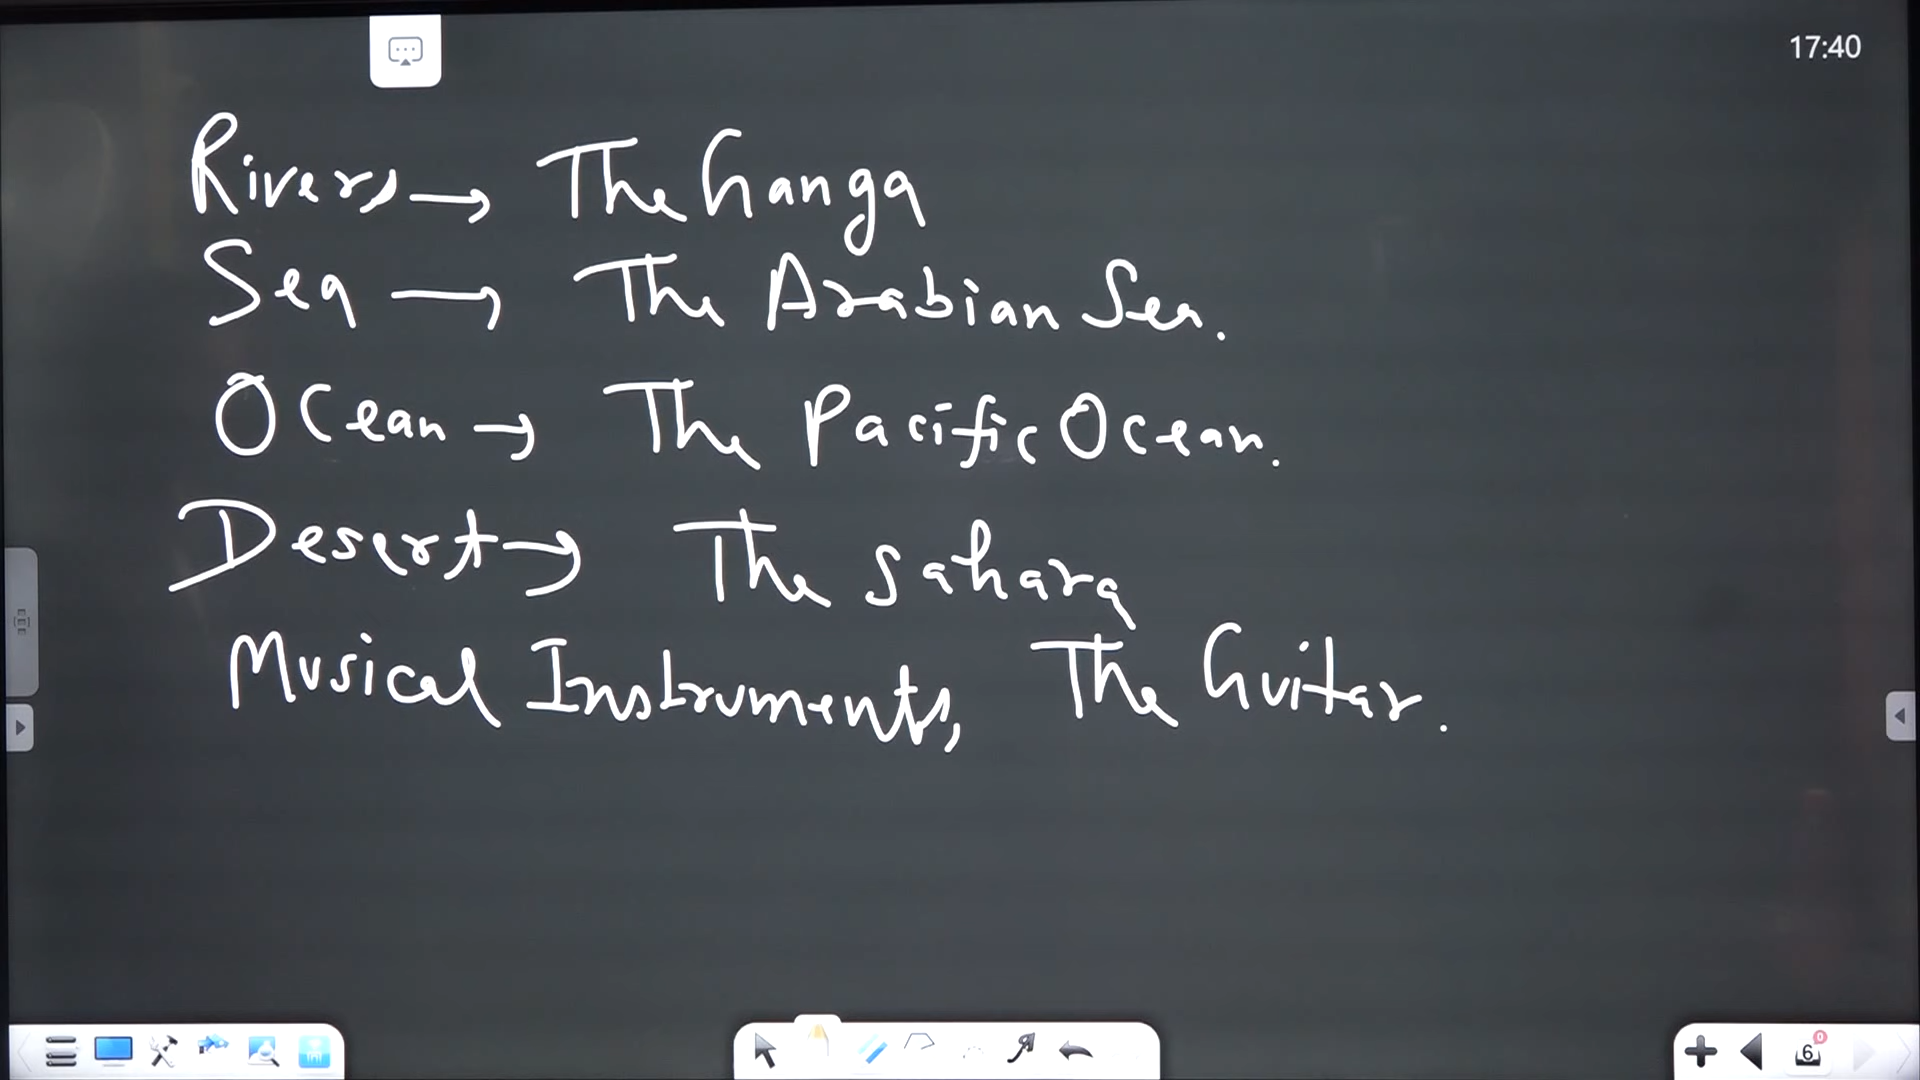 17:40
Rivers → The Ganga
Sea → The Arabian Sea.
Ocean → The Pacific Ocean.
Desert → The Sahara
Musical Instruments, The Guitar.
6